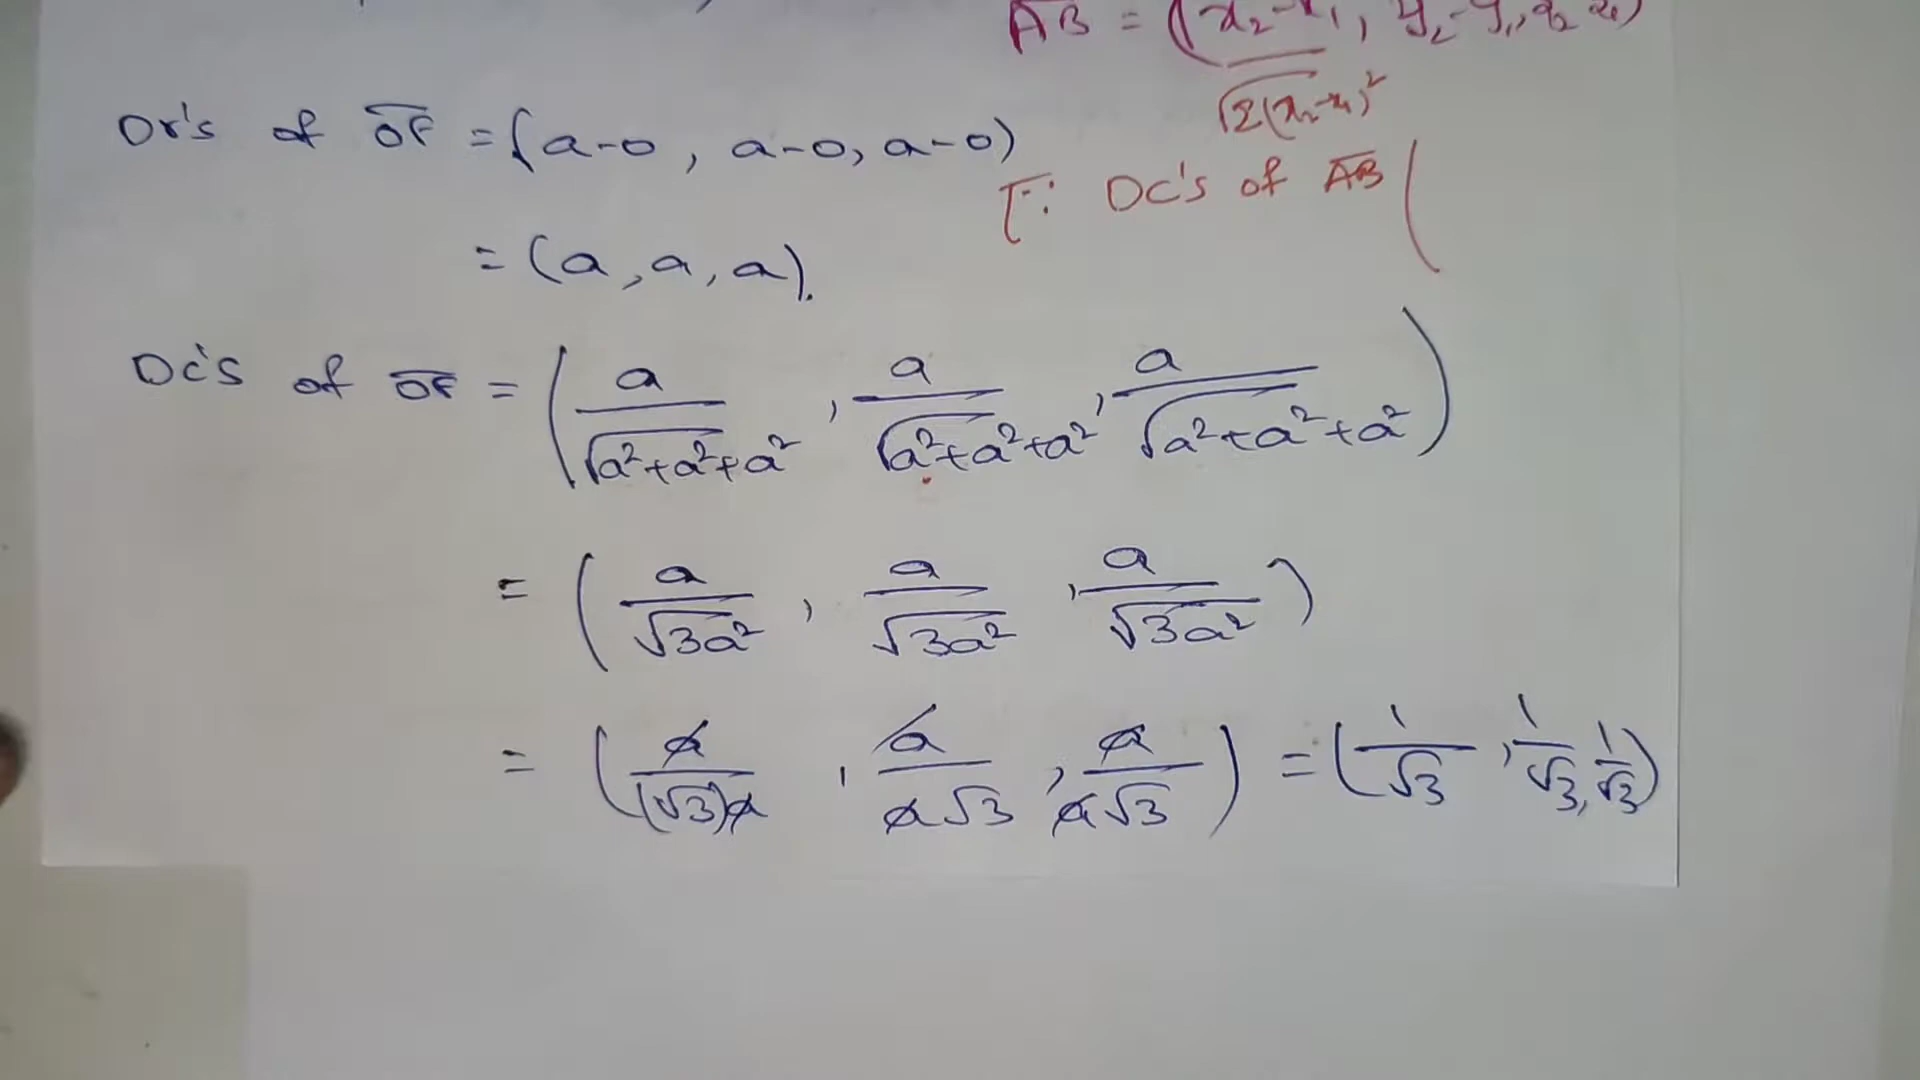 AB = (x₂-x₁, y₂-y₁, z₂ z₁)
√Σ(x₂-x₁)²
Dr's of OF = (a-0, a-0, a-0)
[∵ DC's of AB (
= (a, a, a).
Dc's of OF = (a/√a²+a²+a², a/√a²+a²+a², a/√a²+a²+a²)
= (a/√3a², a/√3a², a/√3a²)
= (a/(√3)a, a/a√3, a/a√3) = (1/√3, 1/√3, 1/√3)